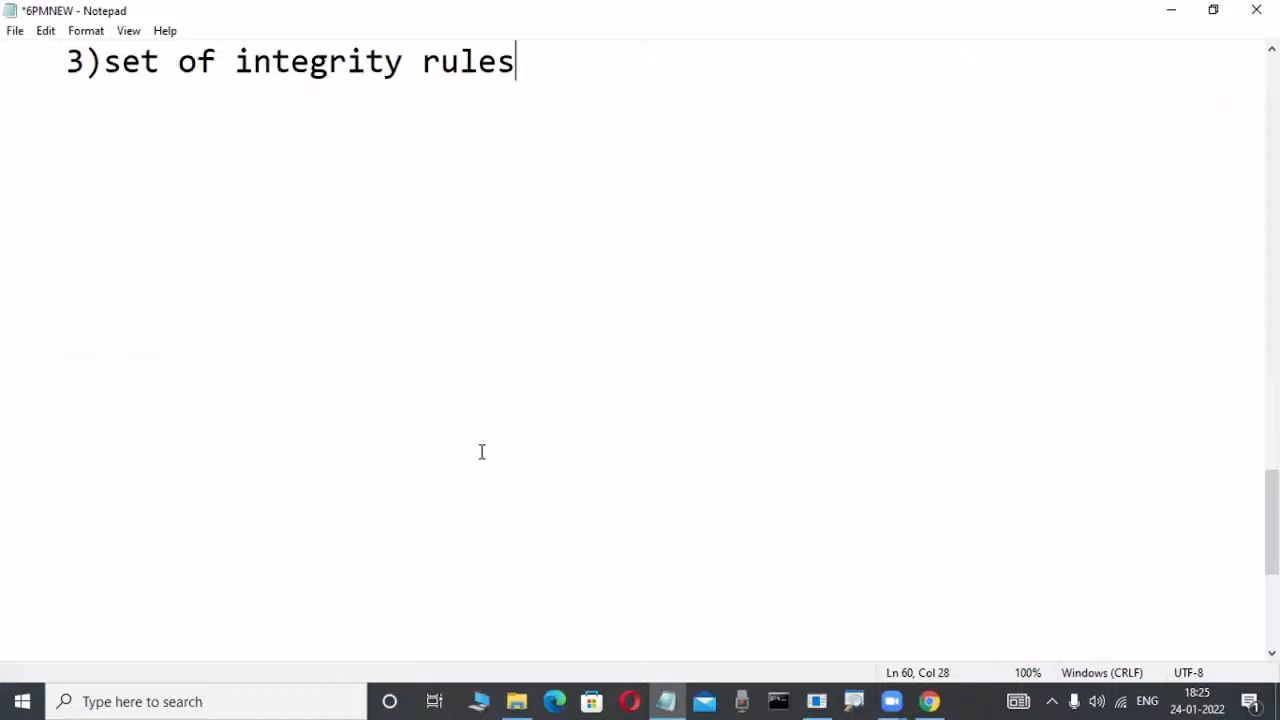 *6PMNEW - Notepad
File Edit Format View Help
3)set of integrity rules
Ln 60, Col 28 100% Windows (CRLF) UTF-8
Type here to search
ENG
18:25
24-01-2022
1